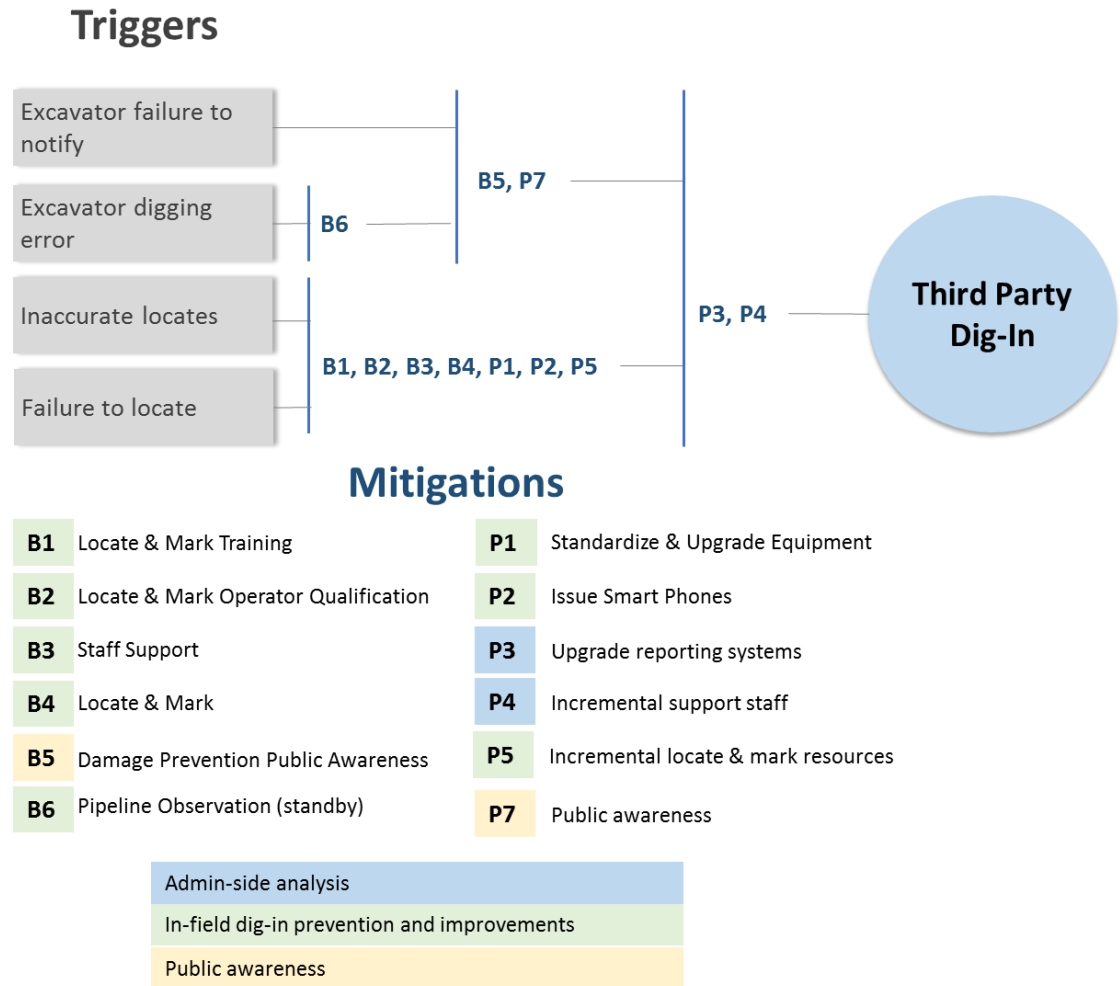 Triggers
Excavator failure to
notify
Excavator digging
error
Inaccurate locates
Failure to locate
B5, P7
B6
B1, B2, B3, B4, P1, P2, P5
P3, P4
Third Party
Dig-In
Mitigations
B1 Locate & Mark Training
B2 Locate & Mark Operator Qualification
B3 Staff Support
B4 Locate & Mark
B5 Damage Prevention Public Awareness
B6 Pipeline Observation (standby)
P1 Standardize & Upgrade Equipment
P2 Issue Smart Phones
P3 Upgrade reporting systems
P4 Incremental support staff
P5 Incremental locate & mark resources
P7 Public awareness
Admin-side analysis
In-field dig-in prevention and improvements
Public awareness